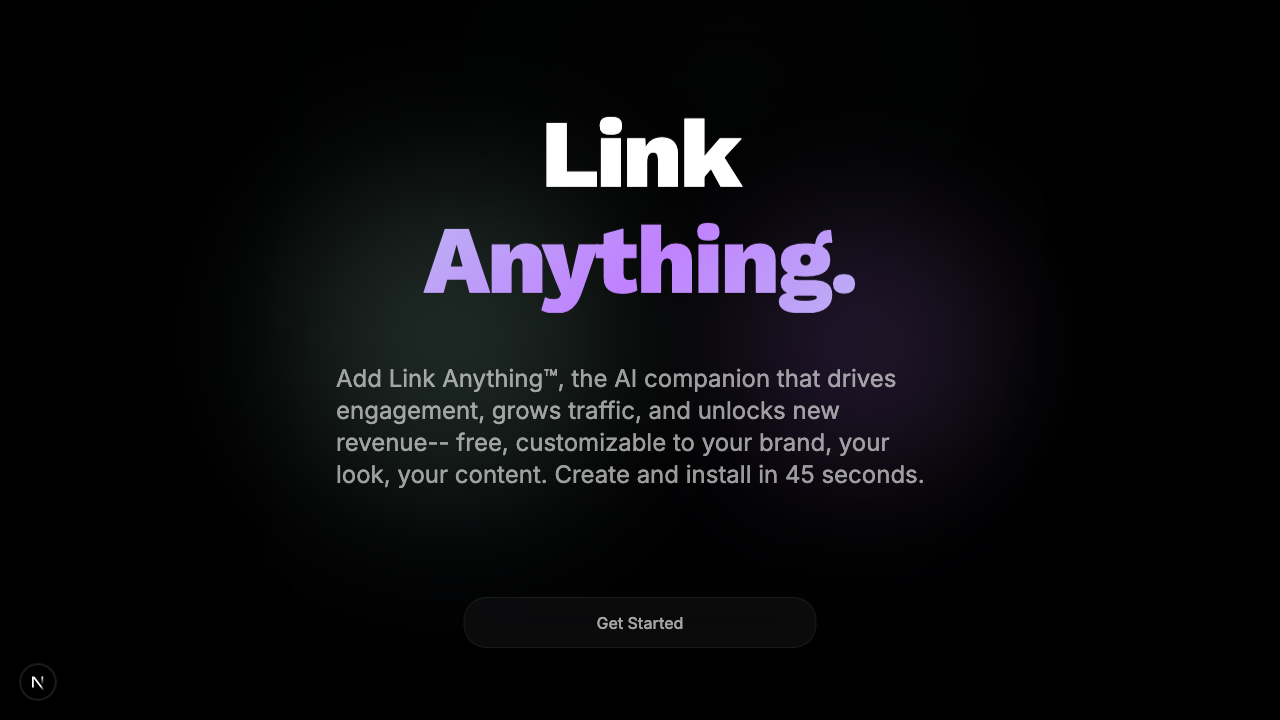 Link
Anything.
Add Link Anything™, the AI companion that drives
engagement, grows traffic, and unlocks new
revenue-- free, customizable to your brand, your
look, your content. Create and install in 45 seconds.
Get Started
N